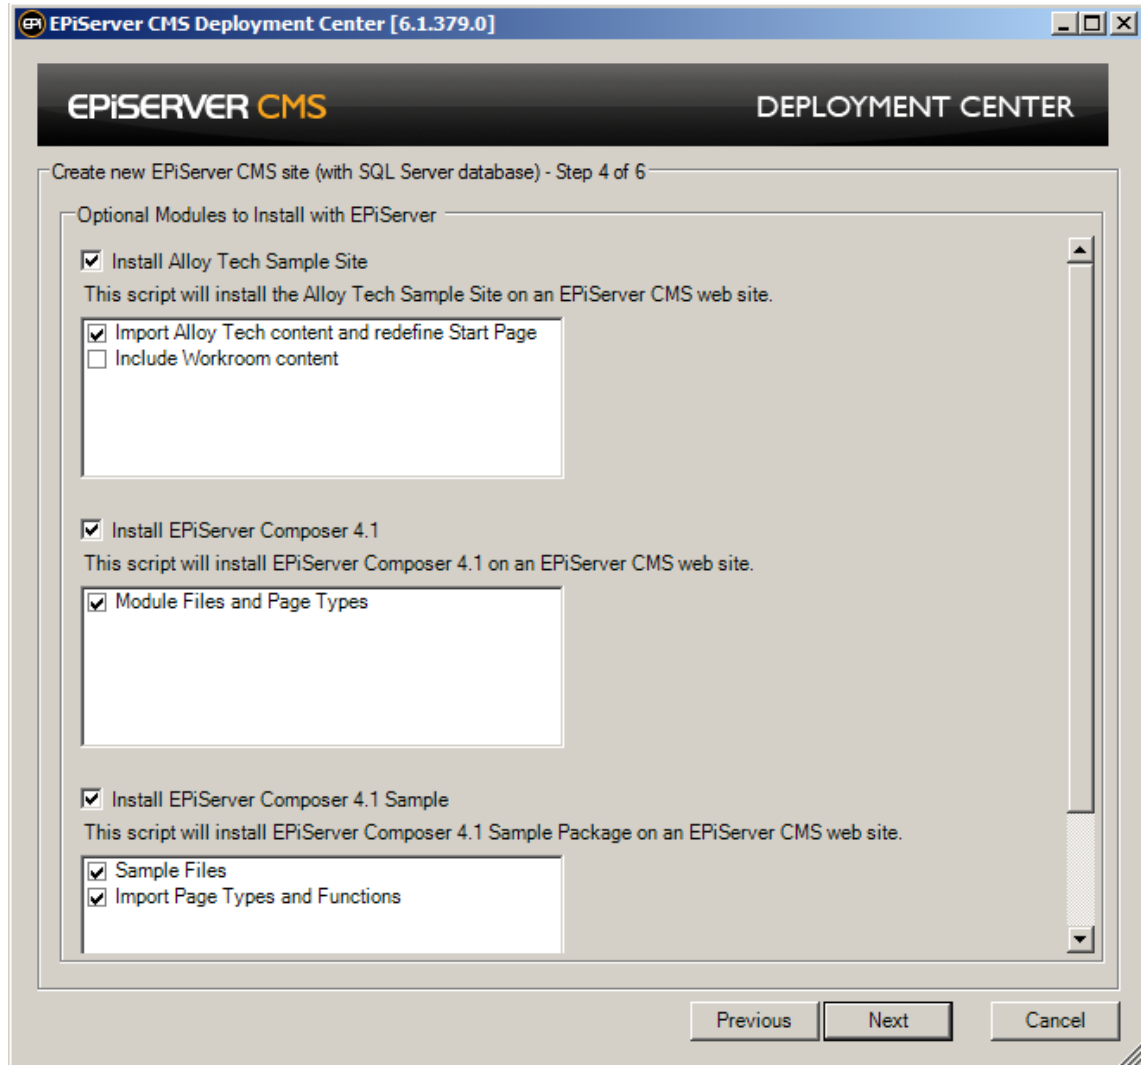 EPiServer CMS Deployment Center [6.1.379.0]
EPiSERVER CMS
DEPLOYMENT CENTER
Create new EPiServer CMS site (with SQL Server database) - Step 4 of 6
Optional Modules to Install with EPiServer
Install Alloy Tech Sample Site
This script will install the Alloy Tech Sample Site on an EPiServer CMS web site.
Import Alloy Tech content and redefine Start Page
Include Workroom content
Install EPiServer Composer 4.1
This script will install EPiServer Composer 4.1 on an EPiServer CMS web site.
Module Files and Page Types
Install EPiServer Composer 4.1 Sample
This script will install EPiServer Composer 4.1 Sample Package on an EPiServer CMS web site.
Sample Files
Import Page Types and Functions
Previous
Next
Cancel